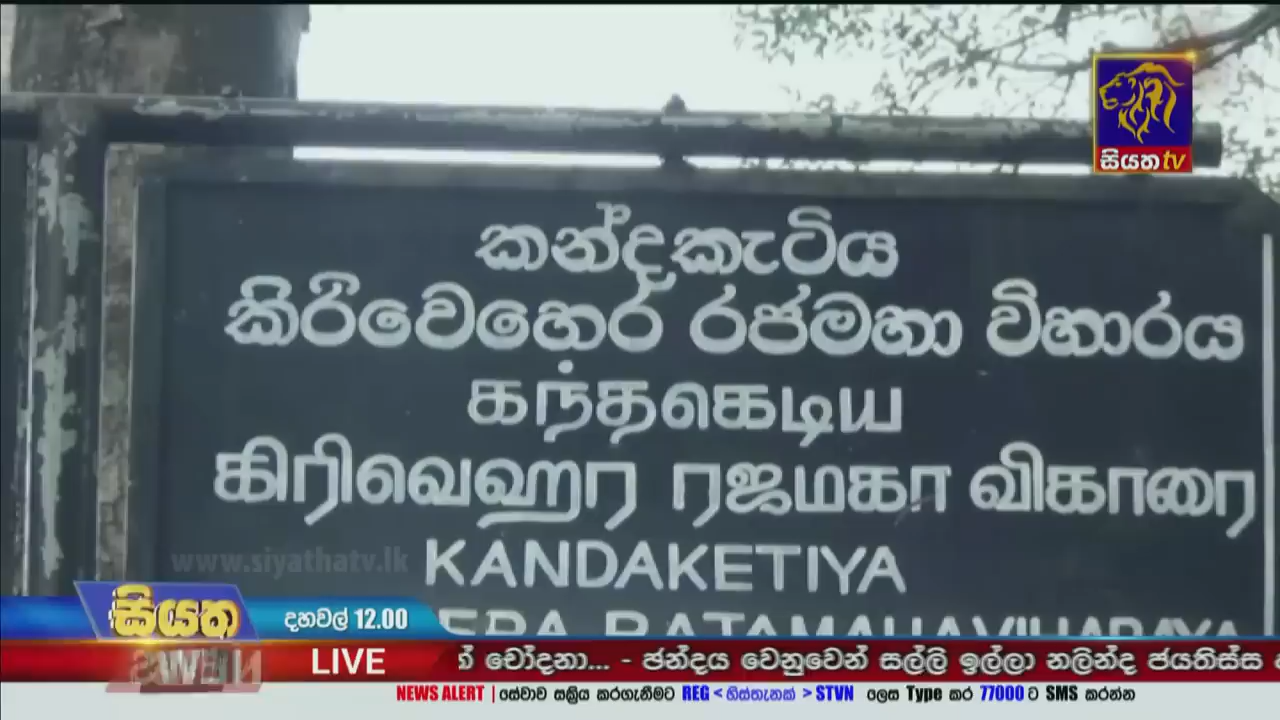 සියත tv
කන්දකැටිය
කිරිවෙහෙර රජමහා විහාරය
கந்தகெடிய
கிரிவெஹர ரஜமகா விகாரை
www.siyathatv.lk
KANDAKETIYA
සියත
දහවල් 12.00
NEWS
LIVE
න් චෝදනා... - ඡන්දය වෙනුවෙන් සල්ලි ඉල්ලා නලින්ද ජයතිස්ස
NEWS ALERT | සේවාව සක්‍රීය කරගැනීමට REG < හිස්තැනක් > STVN ලෙස Type කර 77000 ට SMS කරන්න